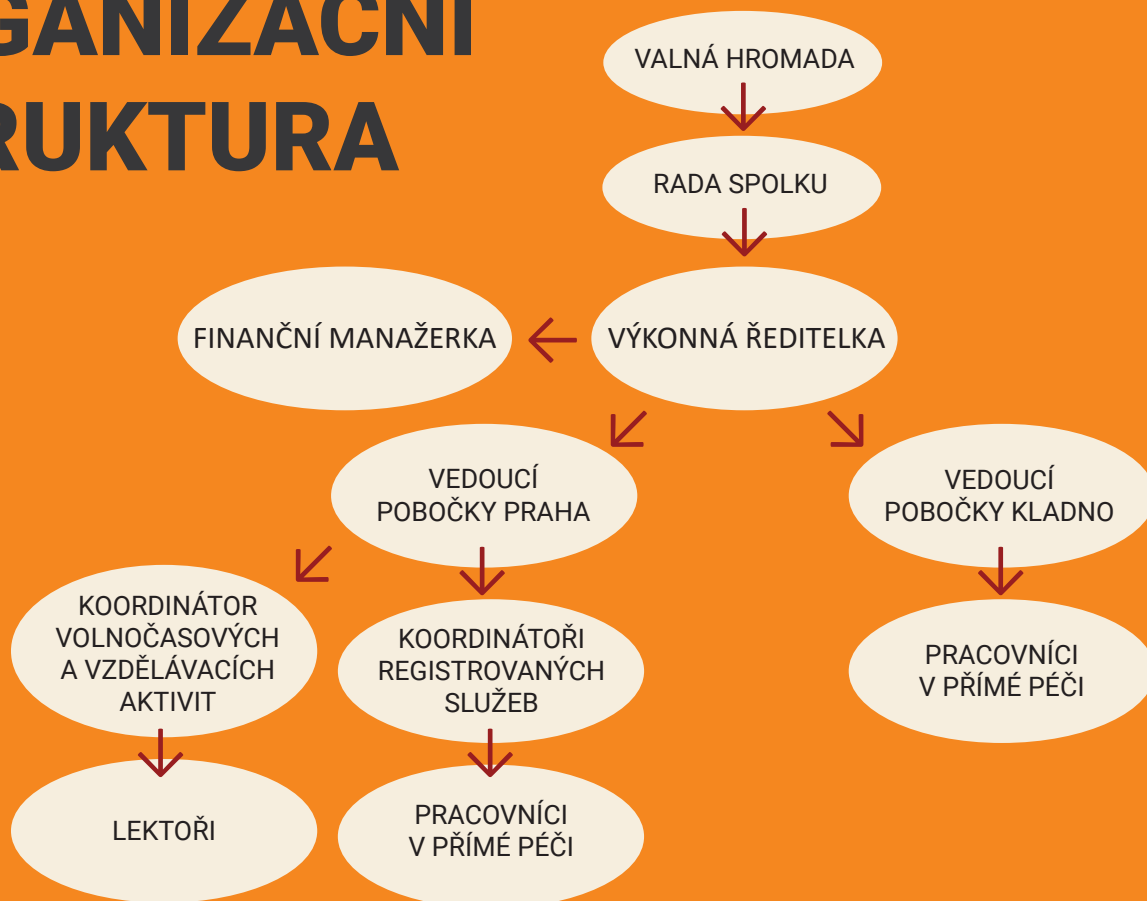 GANIZAČNÍ
RUKTURA
VALNÁ HROMADA
RADA SPOLKU
FINANČNÍ MANAŽERKA
VÝKONNÁ ŘEDITELKA
VEDOUCÍ
POBOČKY PRAHA
VEDOUCÍ
POBOČKY KLADNO
KOORDINÁTOR
VOLNOČASOVÝCH
A VZDĚLÁVACÍCH
AKTIVIT
KOORDINÁTOŘI
REGISTROVANÝCH
SLUŽEB
PRACOVNÍCI
V PŘÍMÉ PÉČI
LEKTOŘI
PRACOVNÍCI
V PŘÍMÉ PÉČI